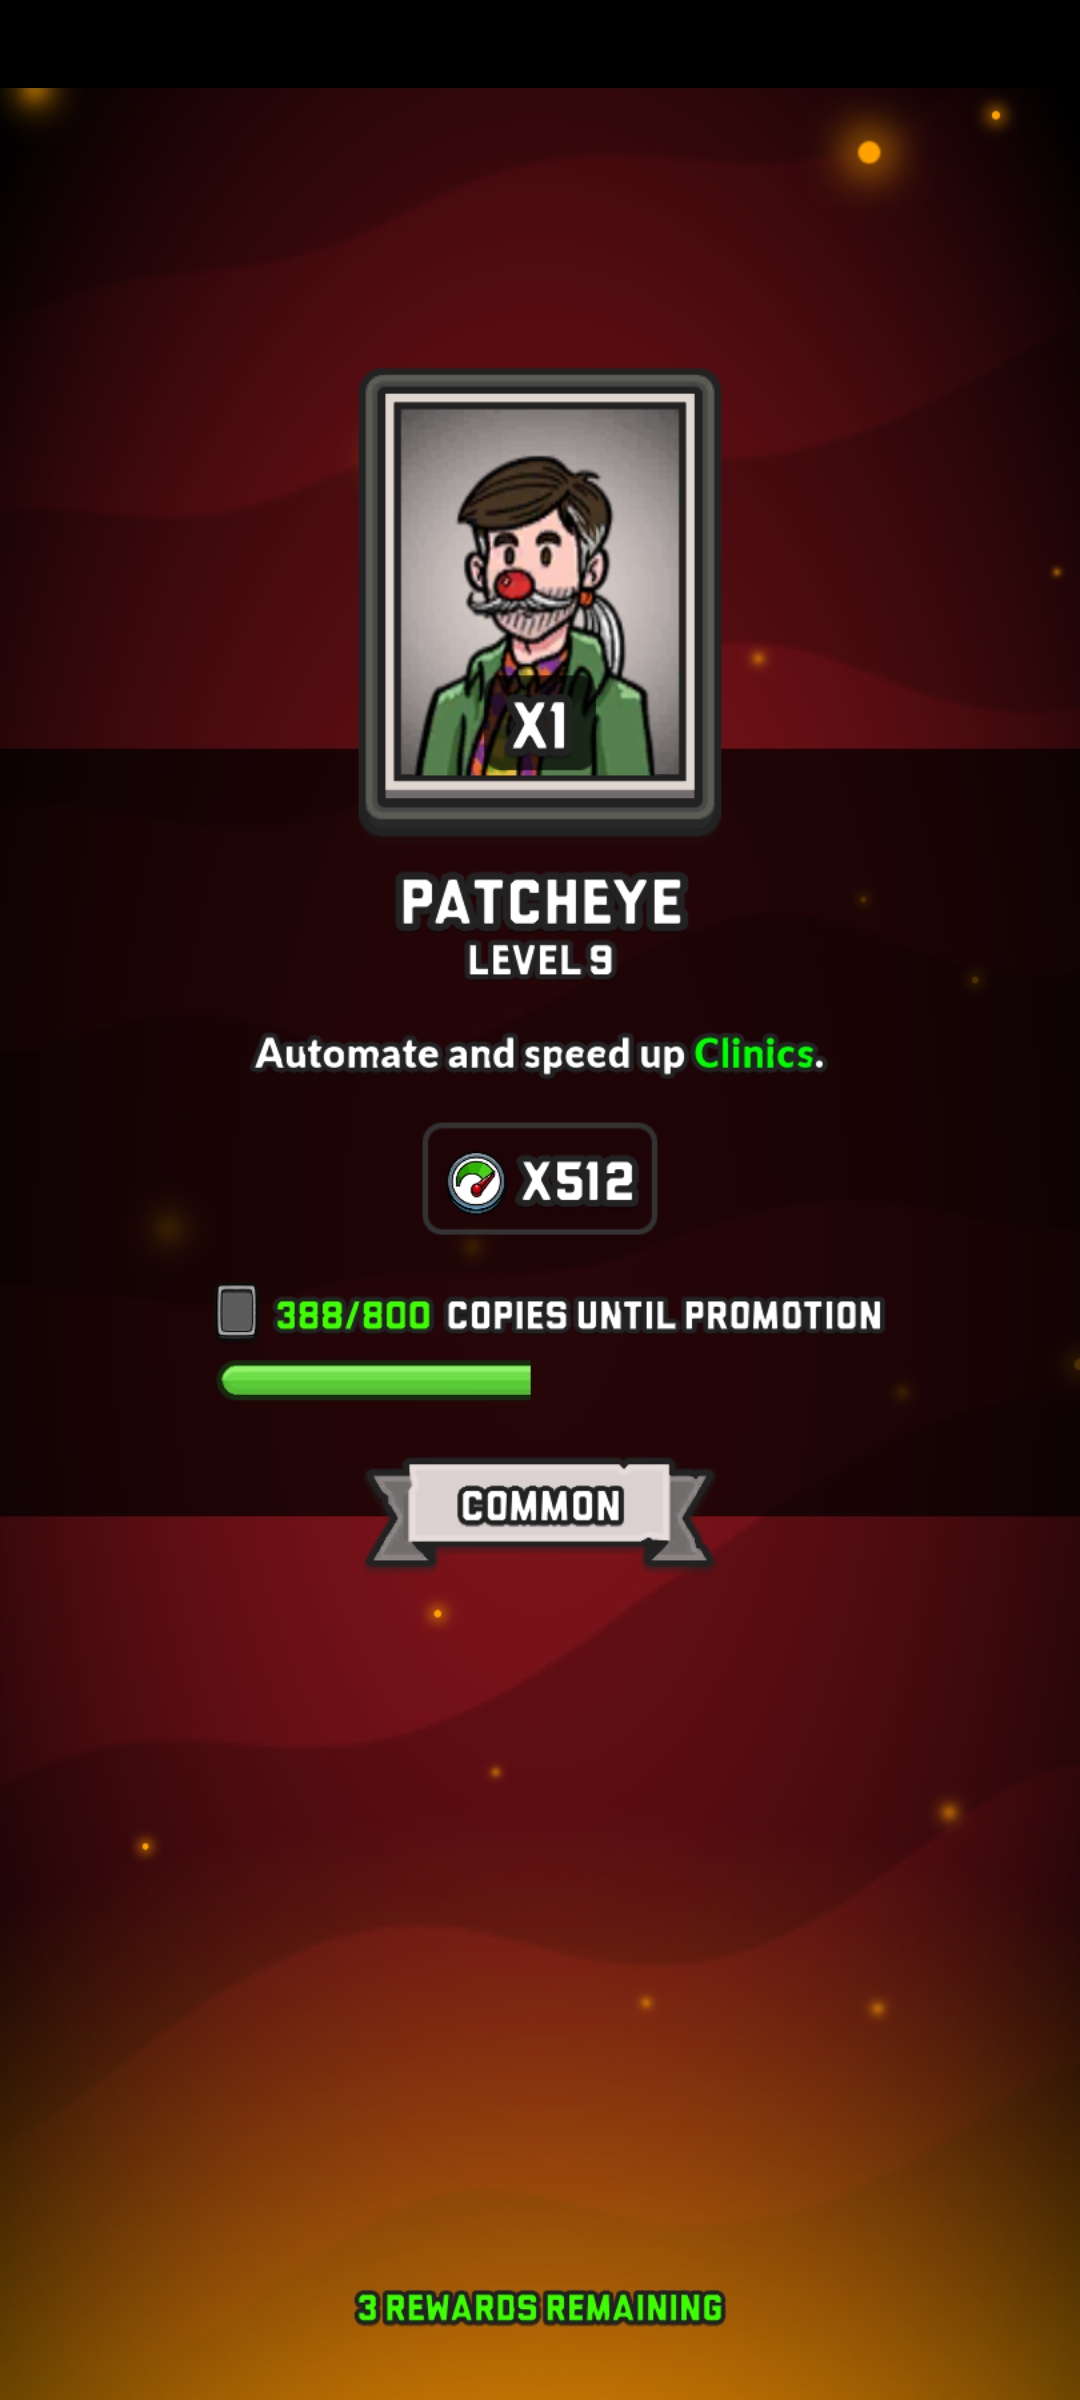 X1
PATCHEYE
LEVEL 9
Automate and speed up Clinics.
X512
388/800 COPIES UNTIL PROMOTION
COMMON
3 REWARDS REMAINING